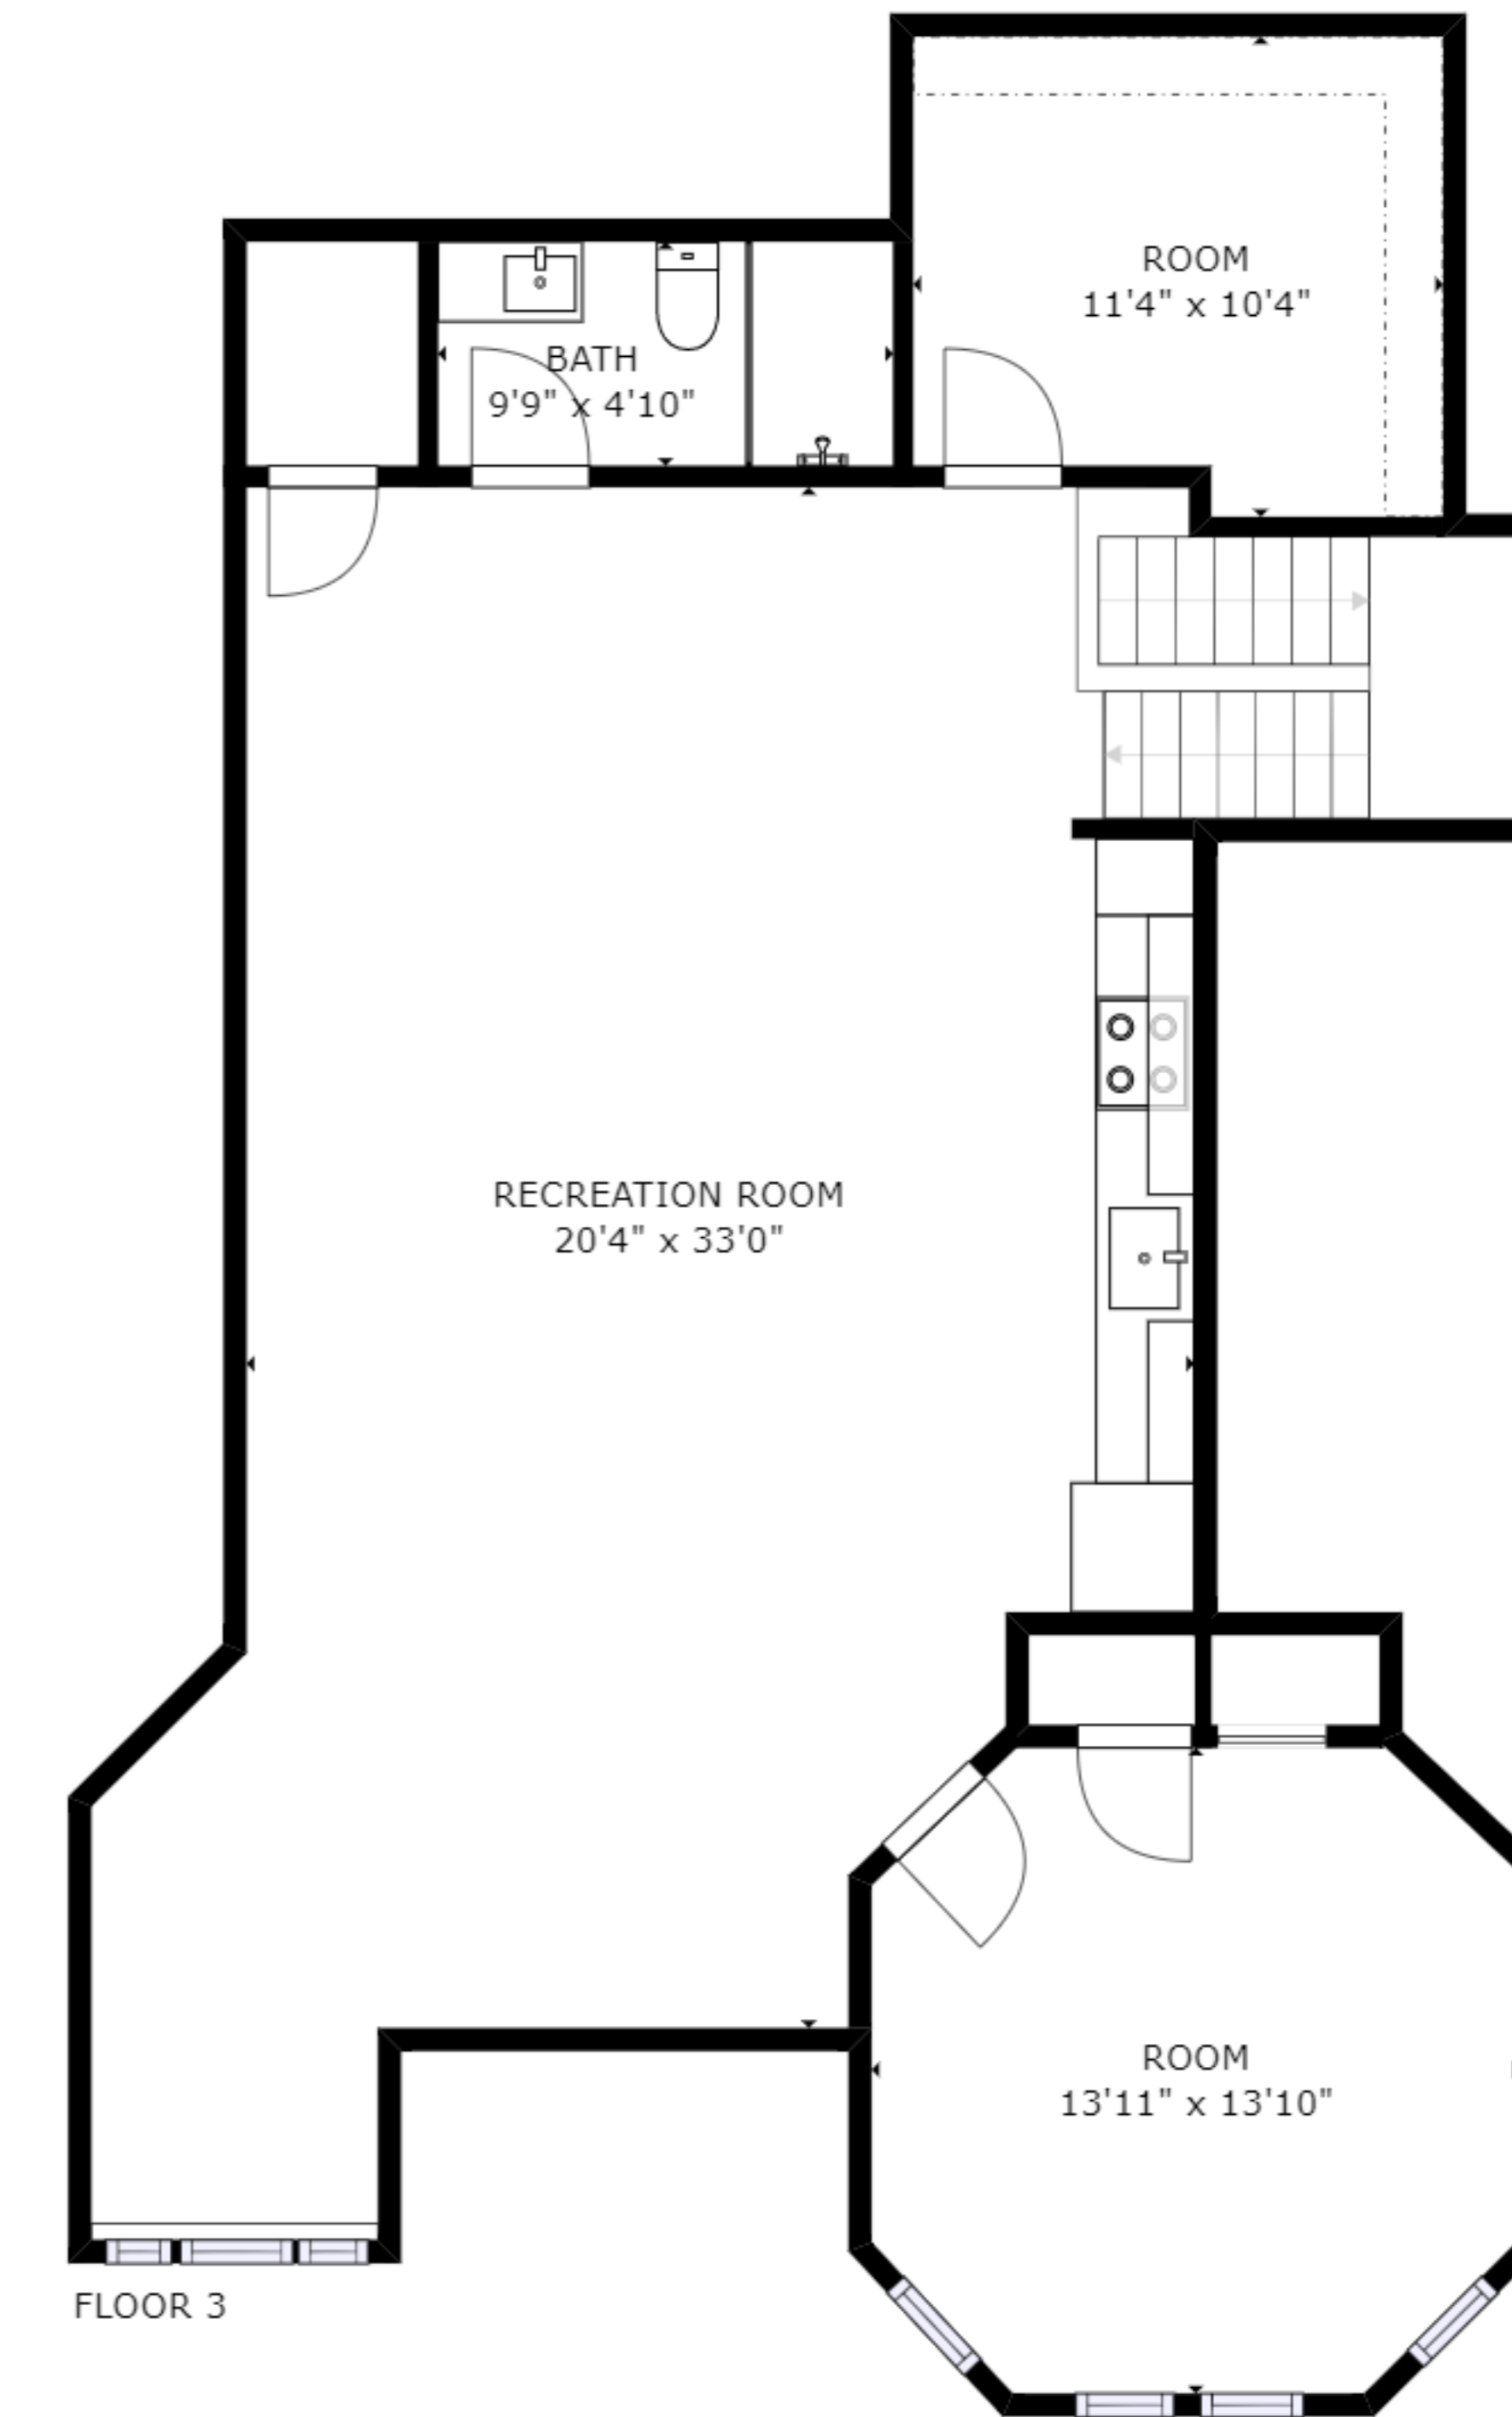 ROOM
11'4" x 10'4"
BATH
9'9" x 4'10"
RECREATION ROOM
20'4" x 33'0"
ROOM
13'11" x 13'10"
FLOOR 3